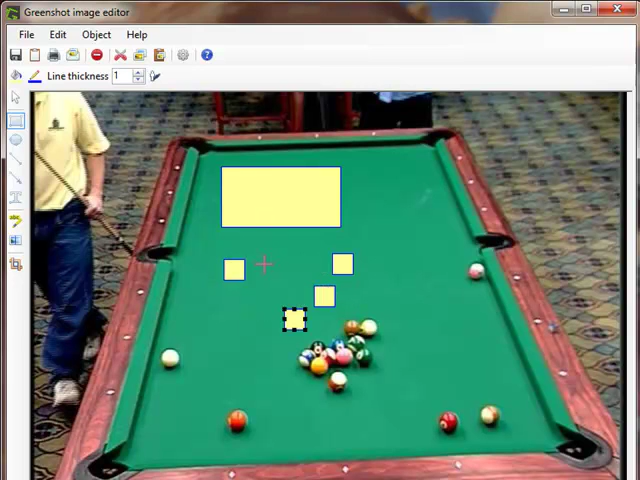 Greenshot image editor
File Edit Object Help
Line thickness 1